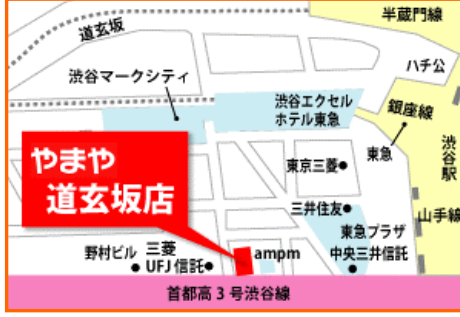 半蔵門線
道玄坂
ハチ公
渋谷マークシティ
渋谷エクセル
ホテル東急
銀座線
渋谷駅
東急
東京三菱
やまや
道玄坂店
三井住友
山手線
東急プラザ
中央三井信託
ampm
野村ビル
三菱
UFJ信託
首都高3号渋谷線